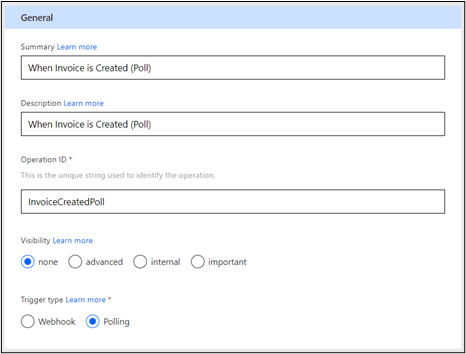 General
Summary Learn more
When Invoice is Created (Poll)
Description Learn more
When Invoice is Created (Poll)
Operation ID *
This is the unique string used to identify the operation.
InvoiceCreatedPoll
Visibility Learn more
none advanced internal important
Trigger type Learn more *
Webhook Polling